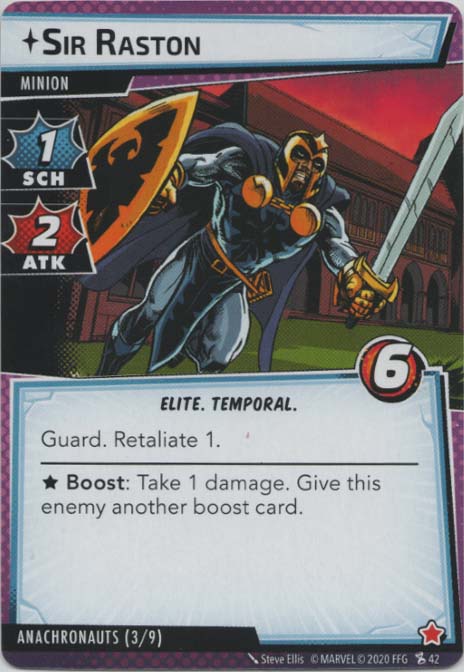 Sir Raston
MINION
1
SCH
2
ATK
6
ELITE. TEMPORAL.
Guard. Retaliate 1.
★ Boost: Take 1 damage. Give this
enemy another boost card.
ANACHRONAUTS (3/9)
Steve Ellis © MARVEL © 2020 FFG 42